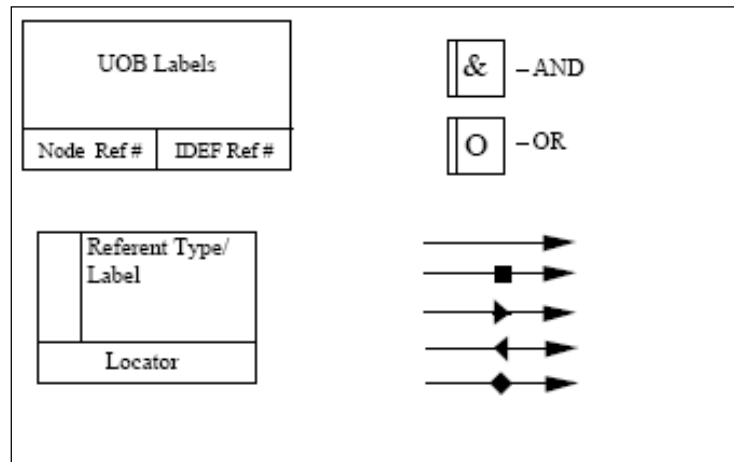 UOB Labels
Node Ref #
IDEF Ref #
& – AND
O – OR
Referent Type/
Label
Locator